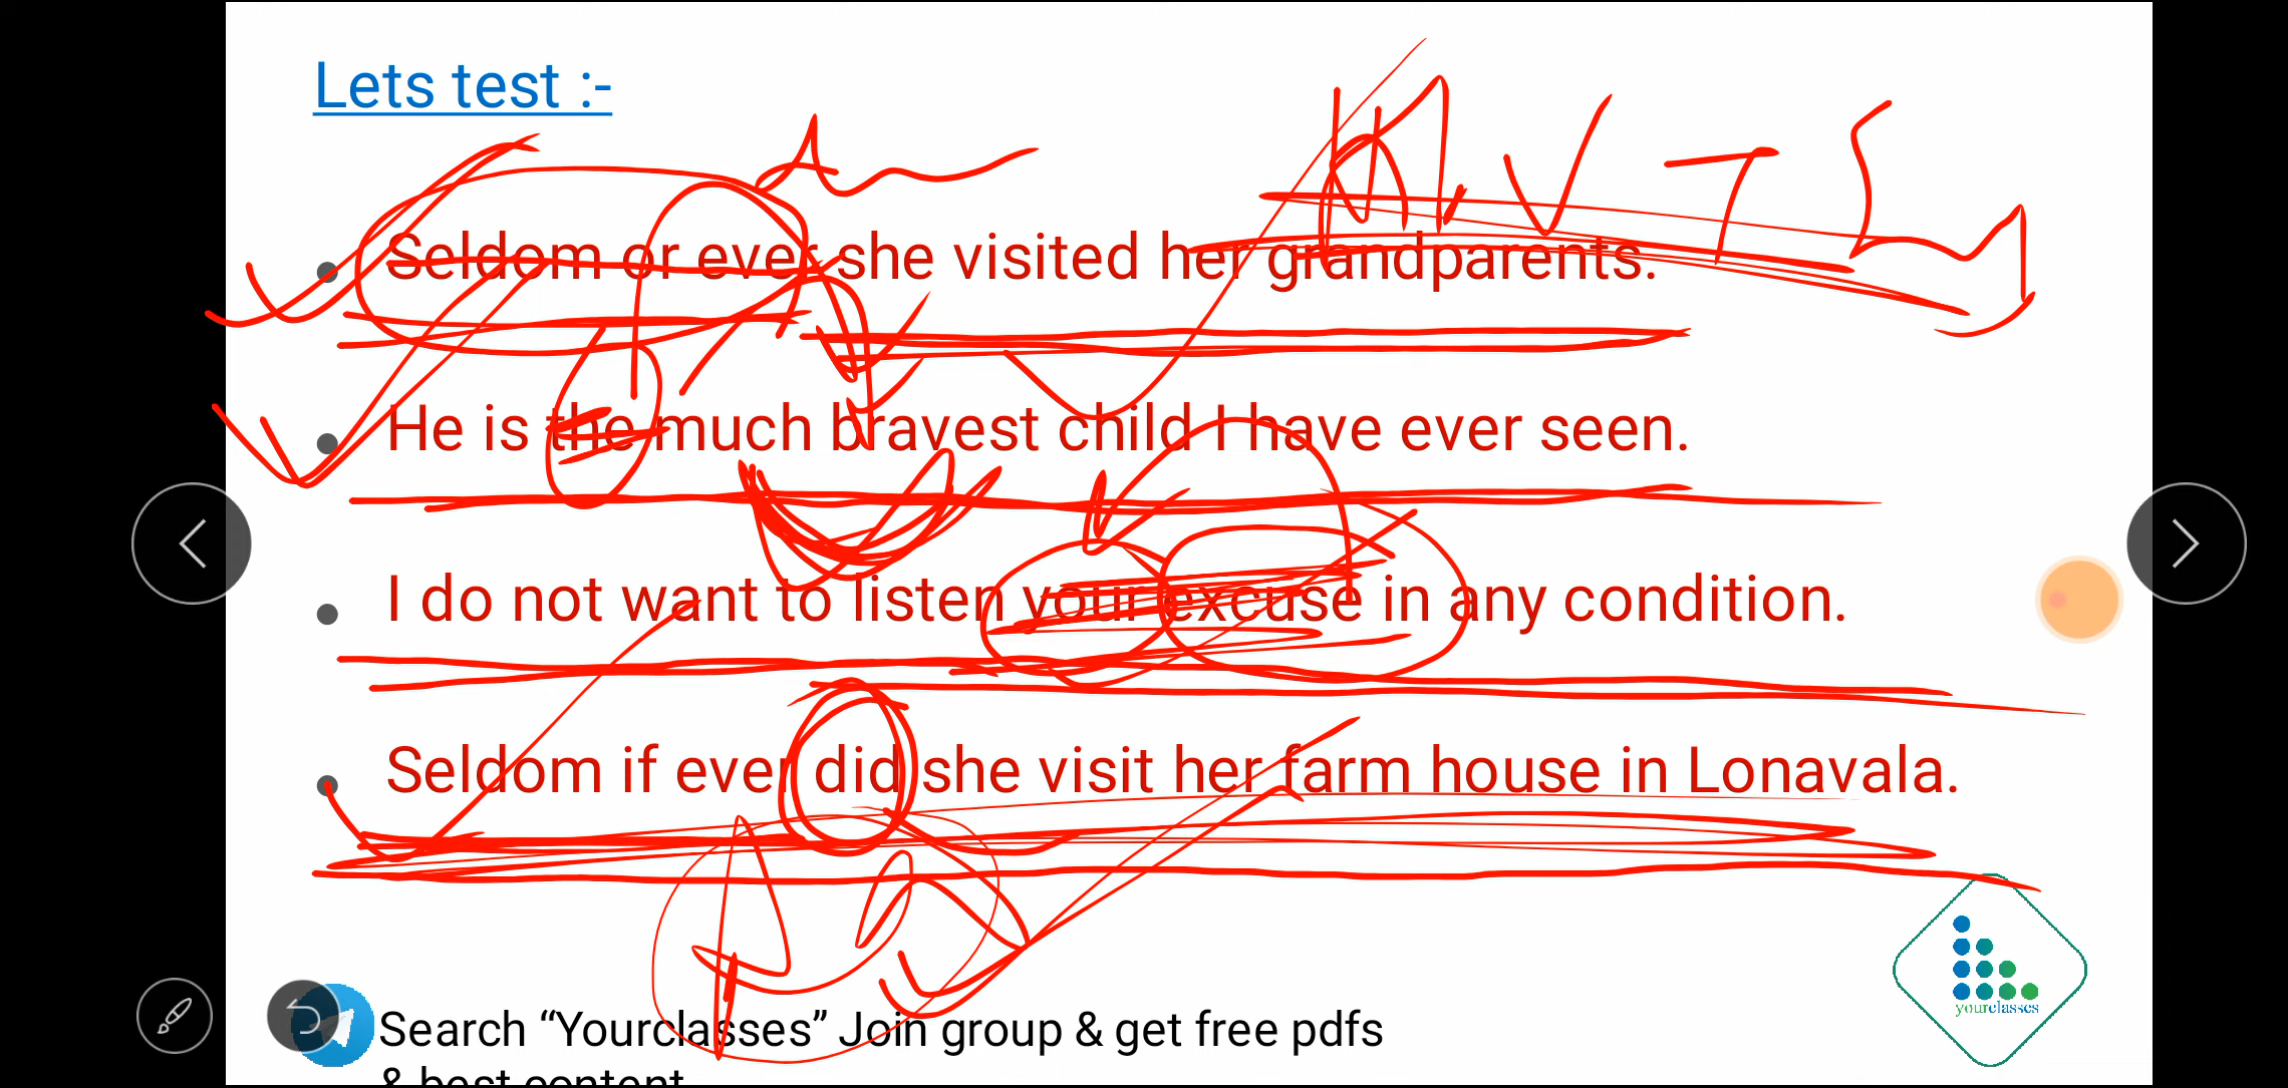 Lets test :-
H.V T S
Seldom or ever she visited her grandparents.
He is the much bravest child I have ever seen.
I do not want to listen your excuse in any condition.
Seldom if ever did she visit her farm house in Lonavala.
yourclasses
Search “Yourclasses” Join group & get free pdfs
& best content